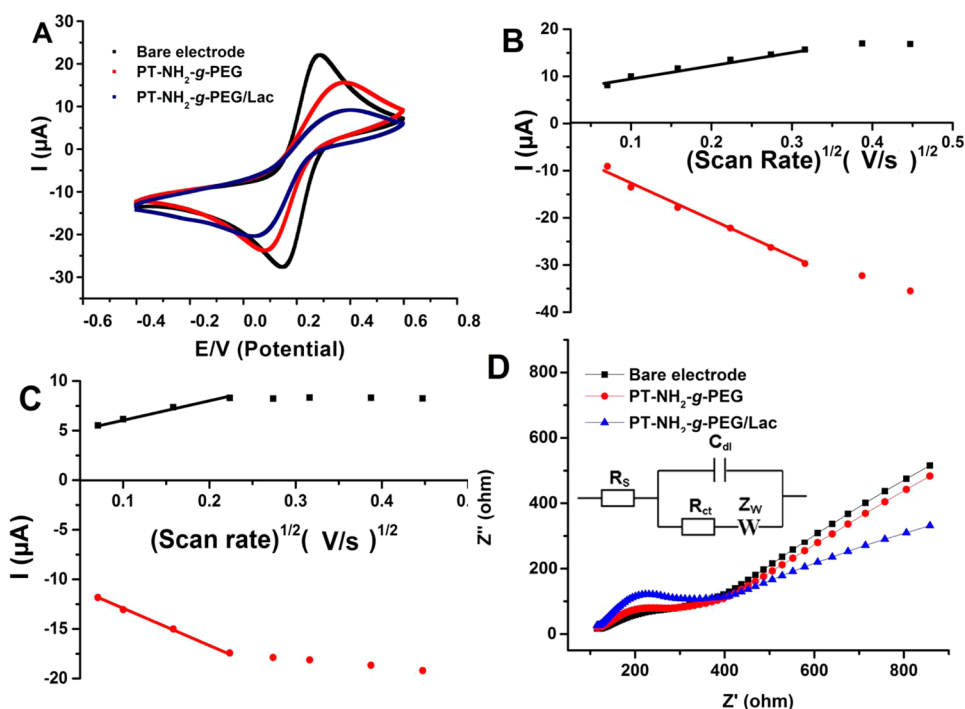 A
Bare electrode
PT-NH₂-g-PEG
PT-NH₂-g-PEG/Lac
30
20
10
0
-10
-20
-30
I (µA)
-0.6
-0.4
-0.2
0.0
0.2
0.4
0.6
0.8
E/V (Potential)
B
20
10
0
-10
-20
-30
-40
I (µA)
0.1
0.2
0.3
0.4
0.5
(Scan Rate)^1/2( V/s )^1/2
C
10
5
0
-5
-10
-15
-20
I (µA)
0.1
0.2
0.3
0.4
0.
(Scan rate)^1/2( V/s )^1/2
D
Bare electrode
PT-NH₂-g-PEG
PT-NH₂-g-PEG/Lac
C_dl
R_S
R_ct
Z_W
W
800
600
400
200
0
Z'' (ohm)
200
400
600
800
Z' (ohm)